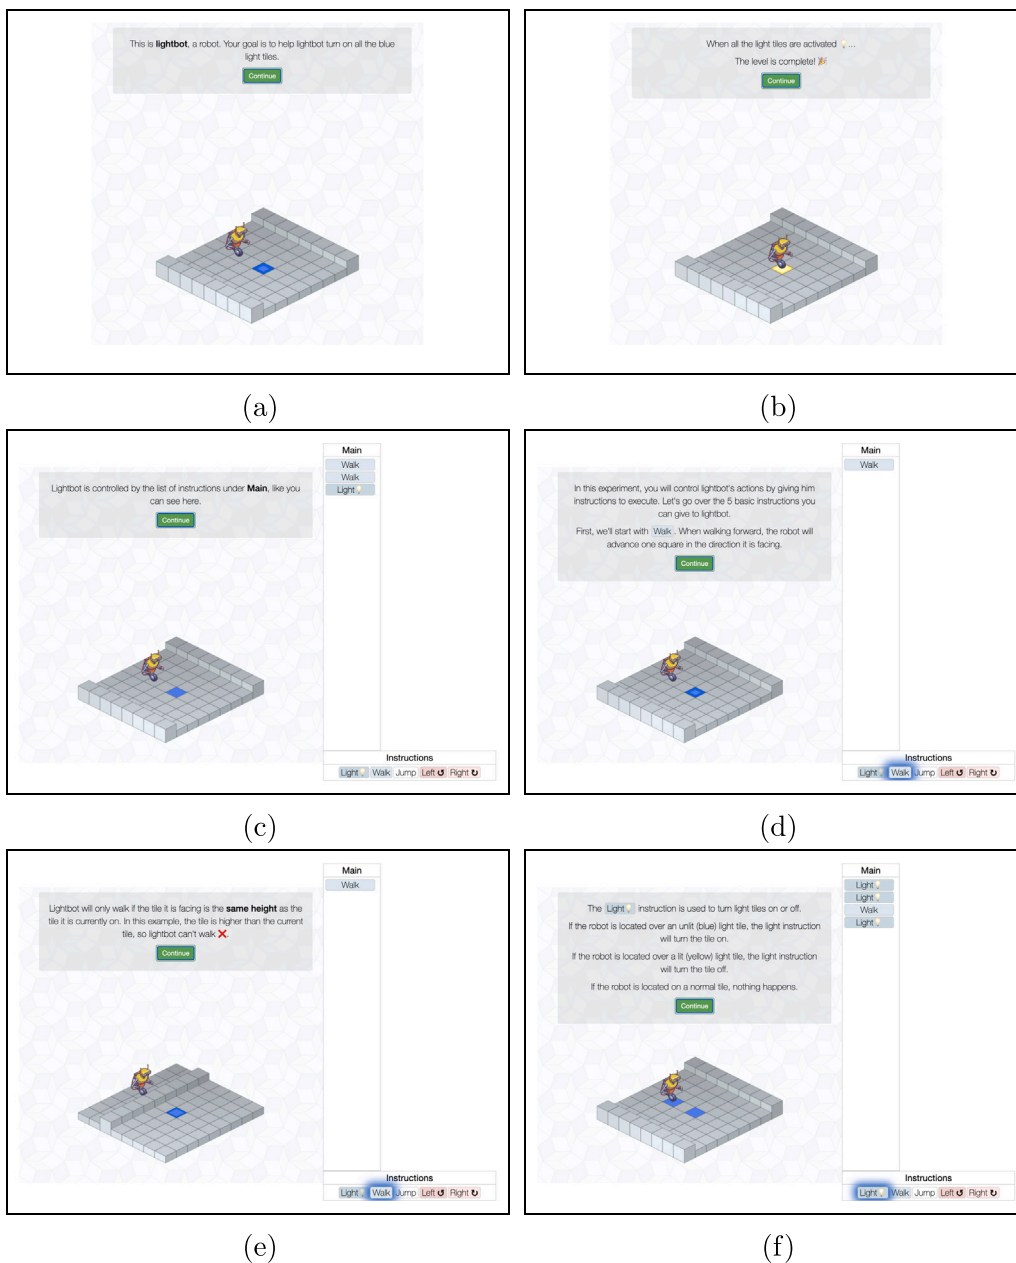 This is lightbot, a robot. Your goal is to help lightbot turn on all the blue
light tiles.
Continue
When all the light tiles are activated 💡...
The level is complete! 🎉
Continue
(a)
(b)
Main
Walk
Walk
Light💡
Lightbot is controlled by the list of instructions under Main, like you
can see here.
Continue
Instructions
Light💡 Walk Jump Left ↺ Right ↻
Main
Walk
In this experiment, you will control lightbot's actions by giving him
instructions to execute. Let's go over the 5 basic instructions you
can give to lightbot.
First, we'll start with Walk . When walking forward, the robot will
advance one square in the direction it is facing.
Continue
Instructions
Light💡 Walk Jump Left ↺ Right ↻
(c)
(d)
Main
Walk
Lightbot will only walk if the tile it is facing is the same height as the
tile it is currently on. In this example, the tile is higher than the current
tile, so lightbot can't walk ❌.
Continue
Instructions
Light💡 Walk Jump Left ↺ Right ↻
Main
Light💡
Light💡
Walk
Light💡
The Light💡 instruction is used to turn light tiles on or off.
If the robot is located over an unlit (blue) light tile, the light instruction
will turn the tile on.
If the robot is located over a lit (yellow) light tile, the light instruction
will turn the tile off.
If the robot is located on a normal tile, nothing happens.
Continue
Instructions
Light💡 Walk Jump Left ↺ Right ↻
(e)
(f)